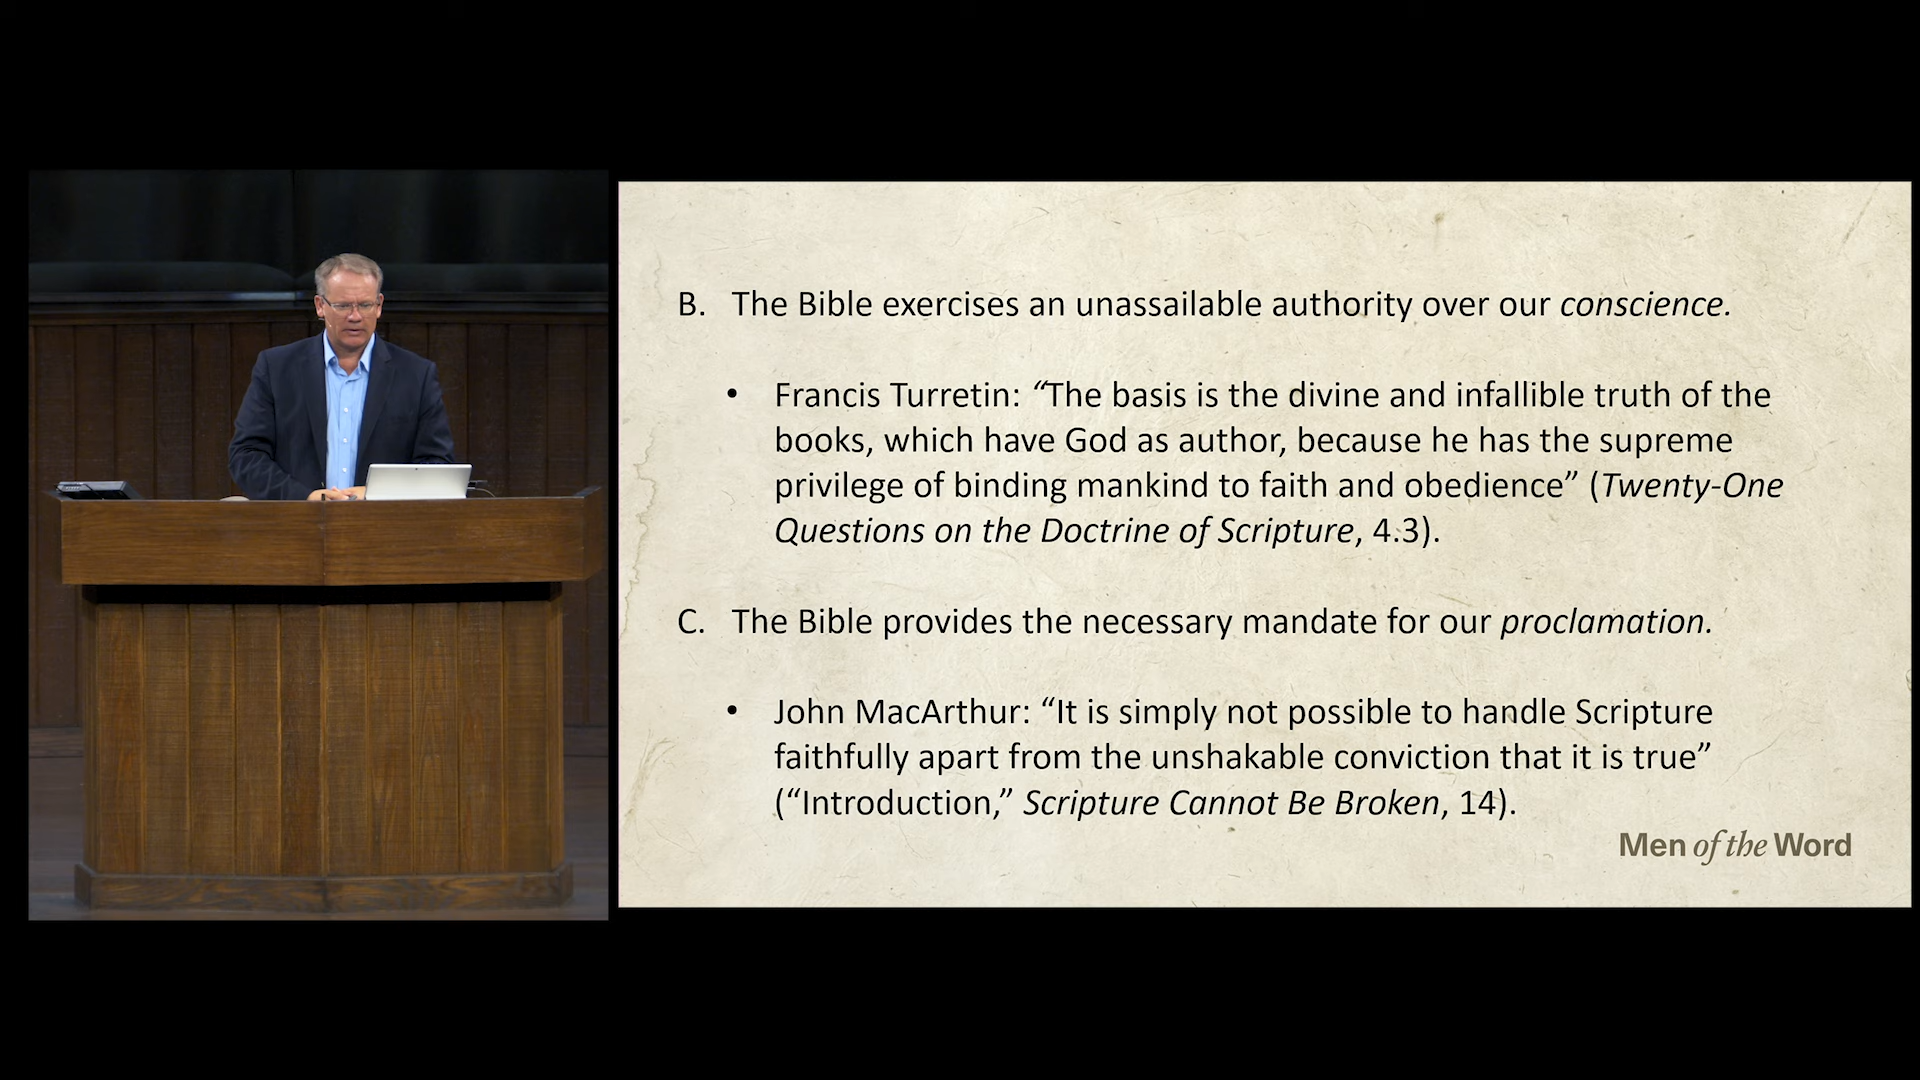 B. The Bible exercises an unassailable authority over our conscience.
• Francis Turretin: “The basis is the divine and infallible truth of the
books, which have God as author, because he has the supreme
privilege of binding mankind to faith and obedience” (Twenty-One
Questions on the Doctrine of Scripture, 4.3).
C. The Bible provides the necessary mandate for our proclamation.
• John MacArthur: “It is simply not possible to handle Scripture
faithfully apart from the unshakable conviction that it is true”
(“Introduction,” Scripture Cannot Be Broken, 14).
Men of the Word